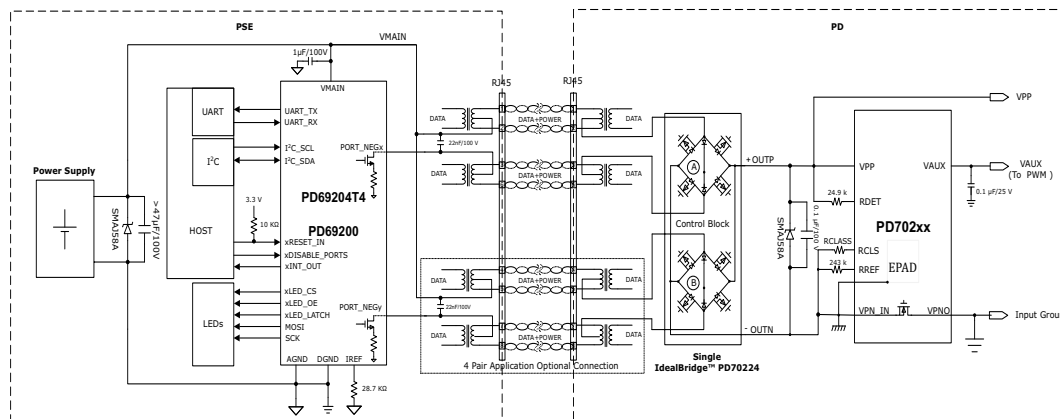 PSE
PD
VMAIN
1µF/100V
VMAIN
RJ45
RJ45
UART
UART_TX
UART_RX
I²C
I²C_SCL
I²C_SDA
Power Supply
SMAJ58A
>47µF/100V
HOST
3.3 V
10 KΩ
PD69204T4
PD69200
xRESET_IN
xDISABLE_PORTS
xINT_OUT
LEDs
xLED_CS
xLED_OE
xLED_LATCH
MOSI
SCK
AGND
DGND
IREF
28.7 KΩ
PORT_NEGx
PORT_NEGy
DATA
DATA+POWER
DATA
22nF/100 V
DATA
DATA+POWER
DATA
DATA
DATA+POWER
DATA
22nF/100V
DATA
DATA+POWER
DATA
4 Pair Application Optional Connection
A
Control Block
B
Single
IdealBridge™ PD70224
+OUTP
- OUTN
SMAJ58A
0.1 µF/100 V
24.9 k
RCLASS
243 k
VPP
RDET
PD702xx
RCLS
RREF
EPAD
VPN_IN
VPNO
VAUX
VPP
VAUX
(To PWM )
0.1 µF/25 V
Input Grou